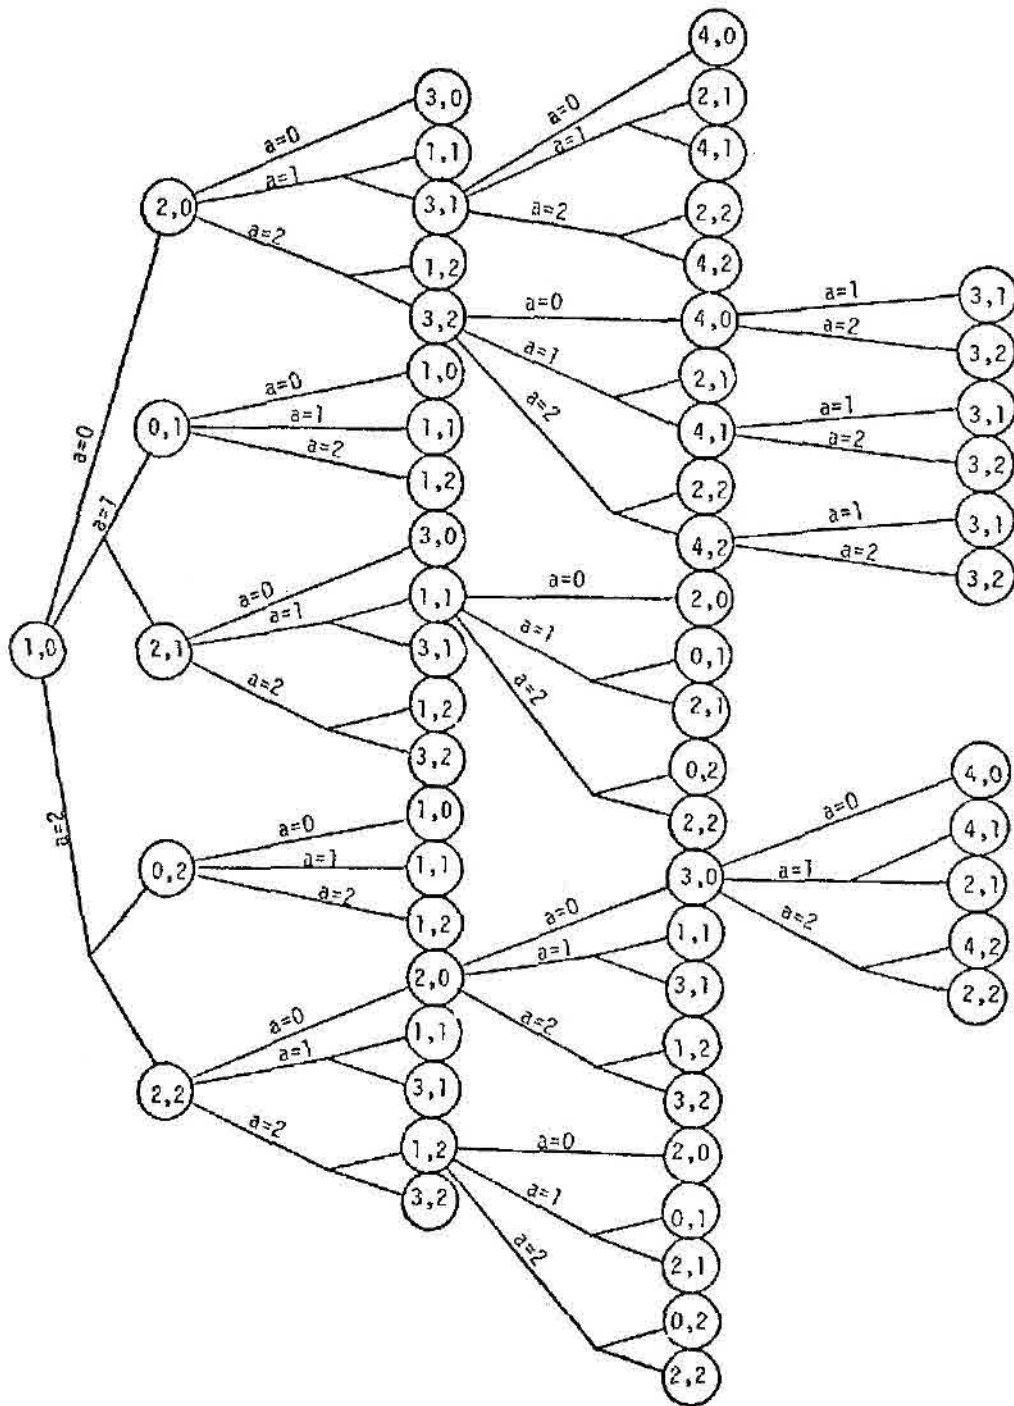 4,0
a=0
2,1
3,0
a=1
4,1
a=0
1,1
a=1
2,0
3,1
a=2
2,2
a=2
1,2
4,2
3,2
a=0
4,0
a=1
3,1
a=2
3,2
a=0
1,0
a=1
2,1
0,1
a=1
1,1
a=2
4,1
a=1
3,1
a=2
3,2
a=2
1,2
2,2
3,0
4,2
a=1
3,1
a=2
3,2
a=0
a=1
a=0
1,1
a=0
2,0
1,0
2,1
a=1
3,1
a=1
0,1
a=2
1,2
a=2
2,1
3,2
0,2
4,0
a=2
a=0
1,0
2,2
a=0
4,1
0,2
a=1
1,1
3,0
a=1
2,1
a=2
1,2
a=0
1,1
a=2
4,2
2,0
a=1
3,1
2,2
a=0
1,1
a=2
1,2
2,2
a=1
3,1
3,2
a=2
1,2
a=0
2,0
3,2
a=1
0,1
a=2
2,1
0,2
2,2